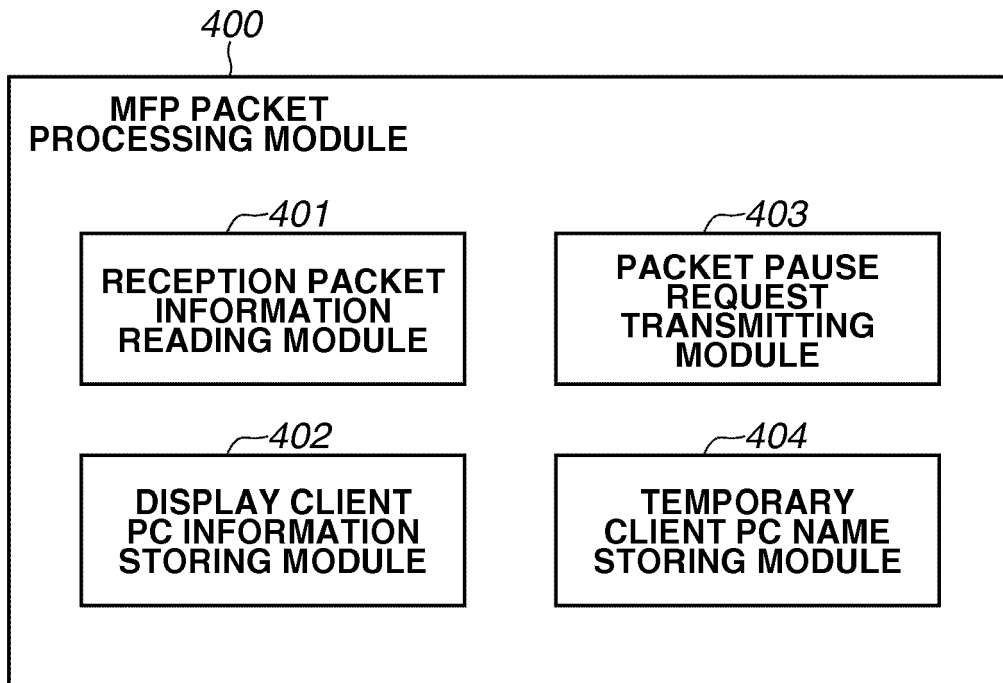 400
MFP PACKET
PROCESSING MODULE
401
RECEPTION PACKET
INFORMATION
READING MODULE
403
PACKET PAUSE
REQUEST
TRANSMITTING
MODULE
402
DISPLAY CLIENT
PC INFORMATION
STORING MODULE
404
TEMPORARY
CLIENT PC NAME
STORING MODULE